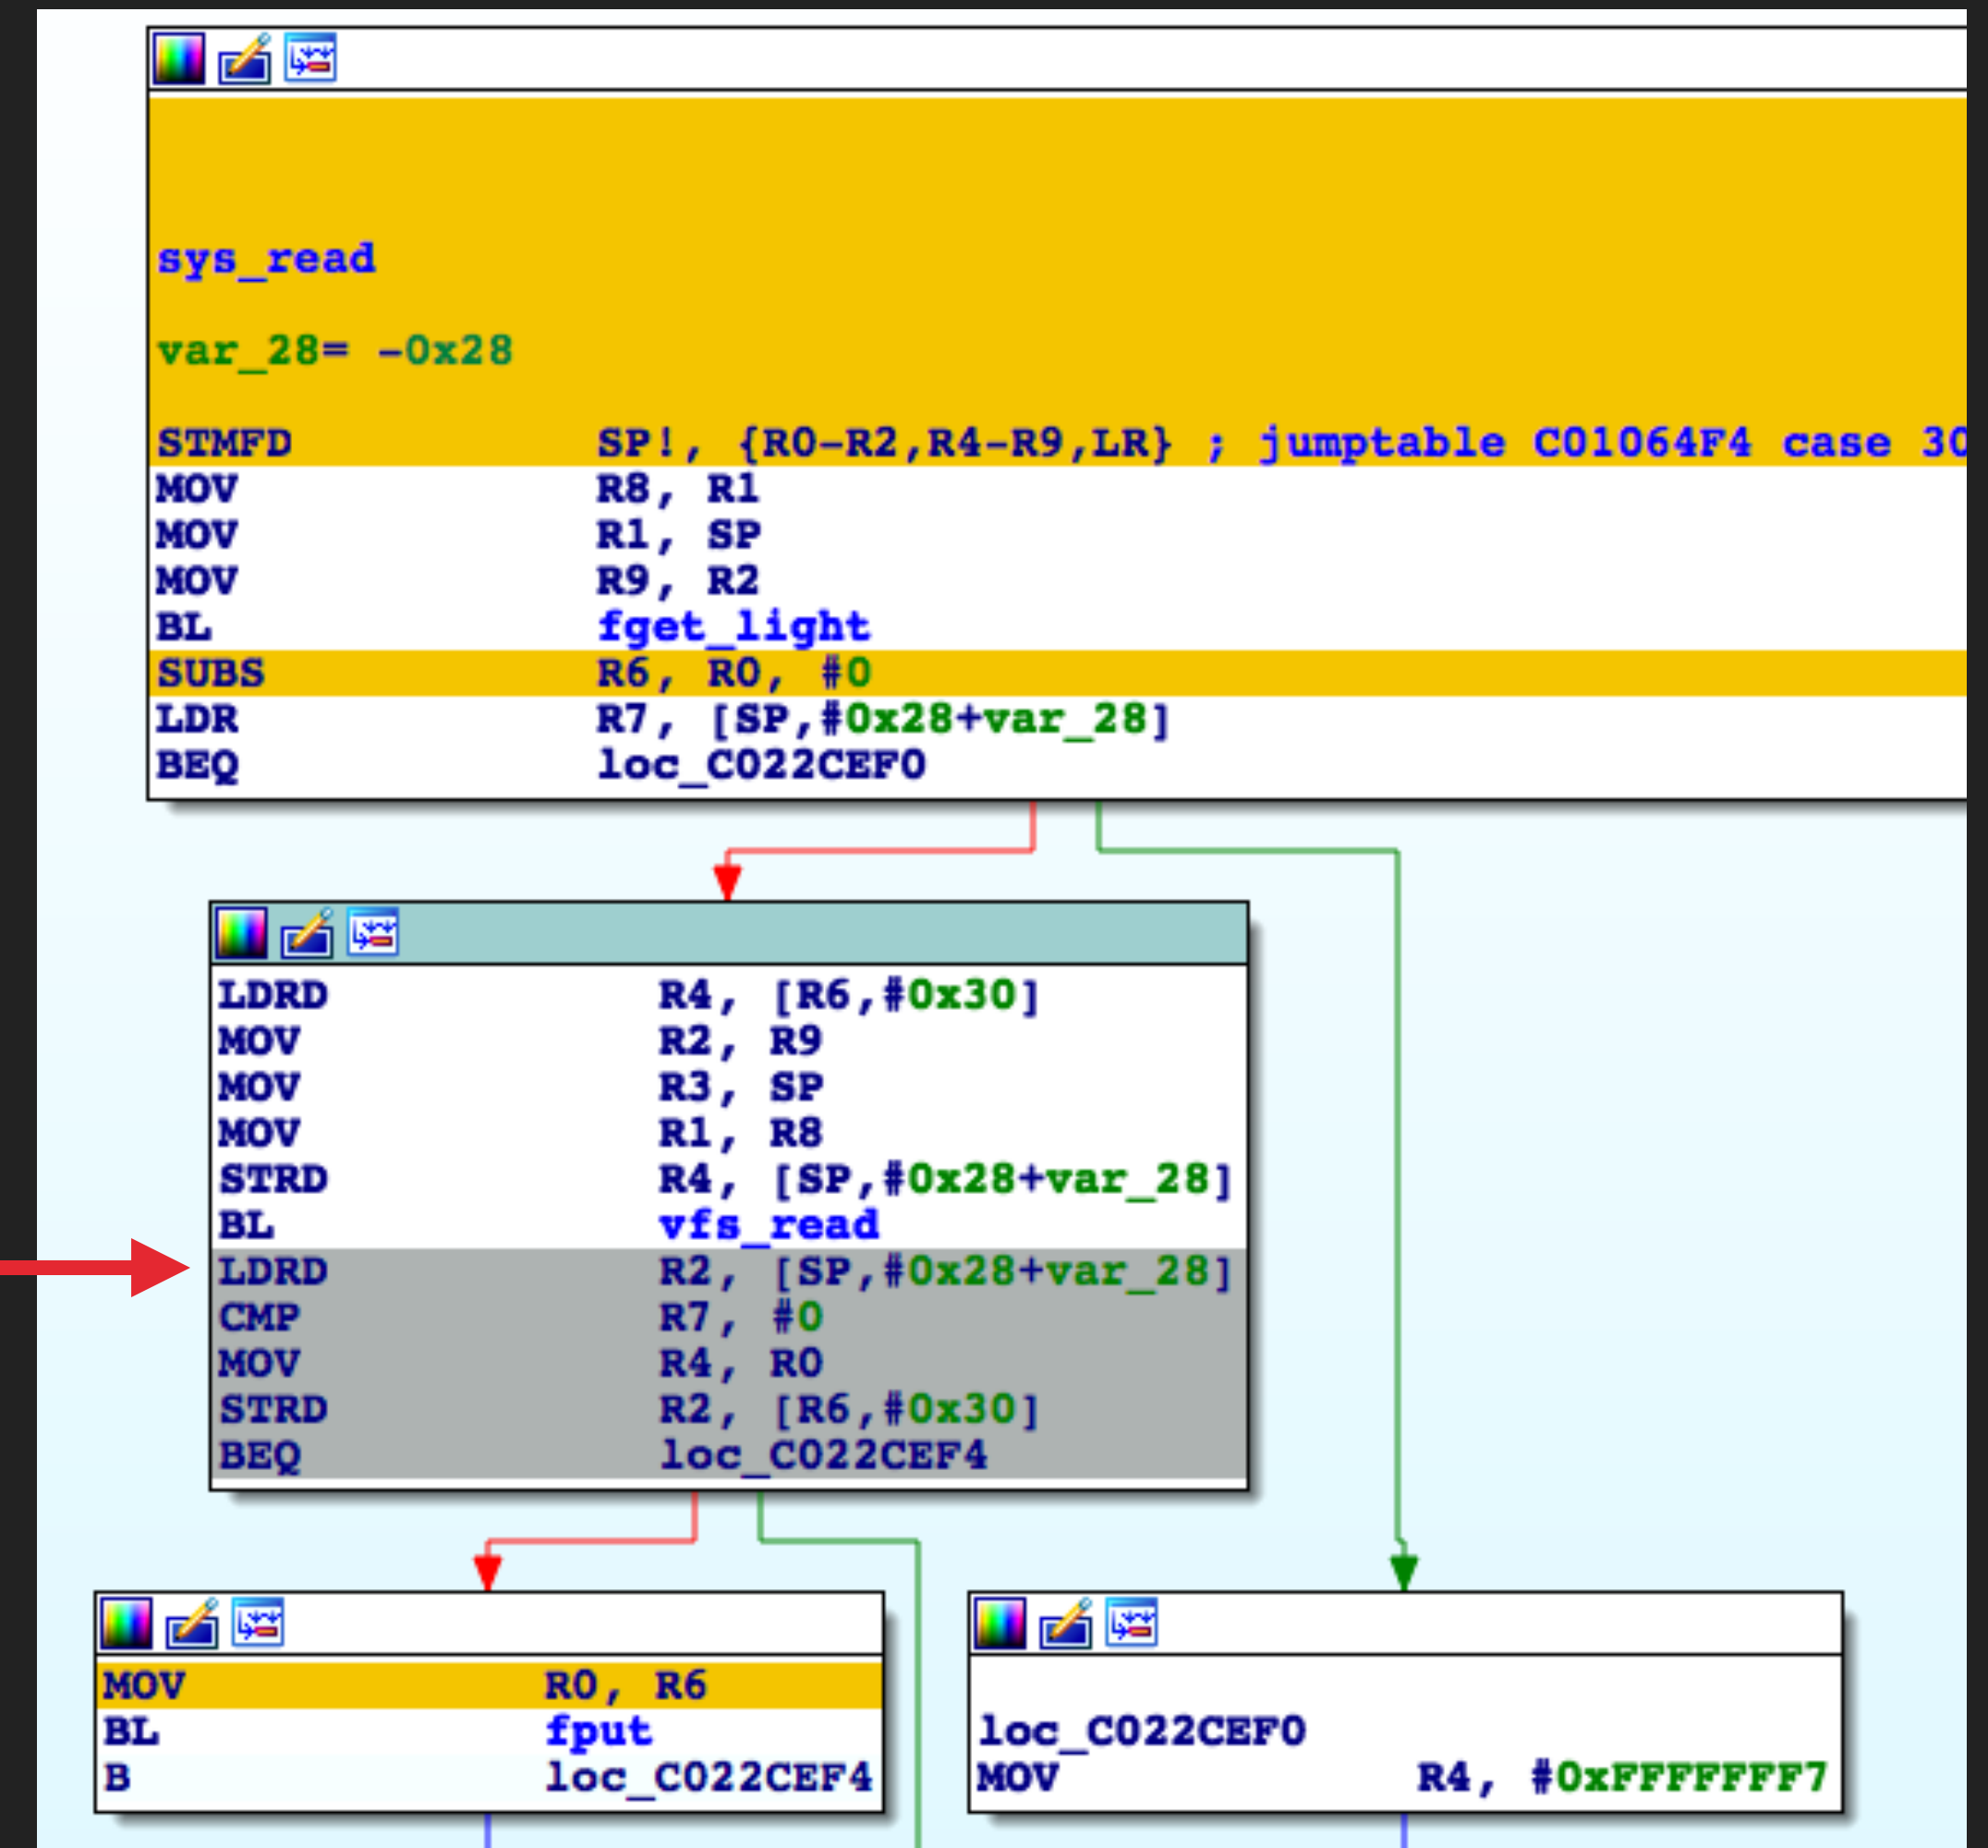 sys_read
var_28= -0x28
STMFD SP!, {R0-R2,R4-R9,LR} ; jumptable C01064F4 case 30
MOV R8, R1
MOV R1, SP
MOV R9, R2
BL fget_light
SUBS R6, R0, #0
LDR R7, [SP,#0x28+var_28]
BEQ loc_C022CEF0
LDRD R4, [R6,#0x30]
MOV R2, R9
MOV R3, SP
MOV R1, R8
STRD R4, [SP,#0x28+var_28]
BL vfs_read
LDRD R2, [SP,#0x28+var_28]
CMP R7, #0
MOV R4, R0
STRD R2, [R6,#0x30]
BEQ loc_C022CEF4
MOV R0, R6
BL fput
B loc_C022CEF4
loc_C022CEF0
MOV R4, #0xFFFFFFF7